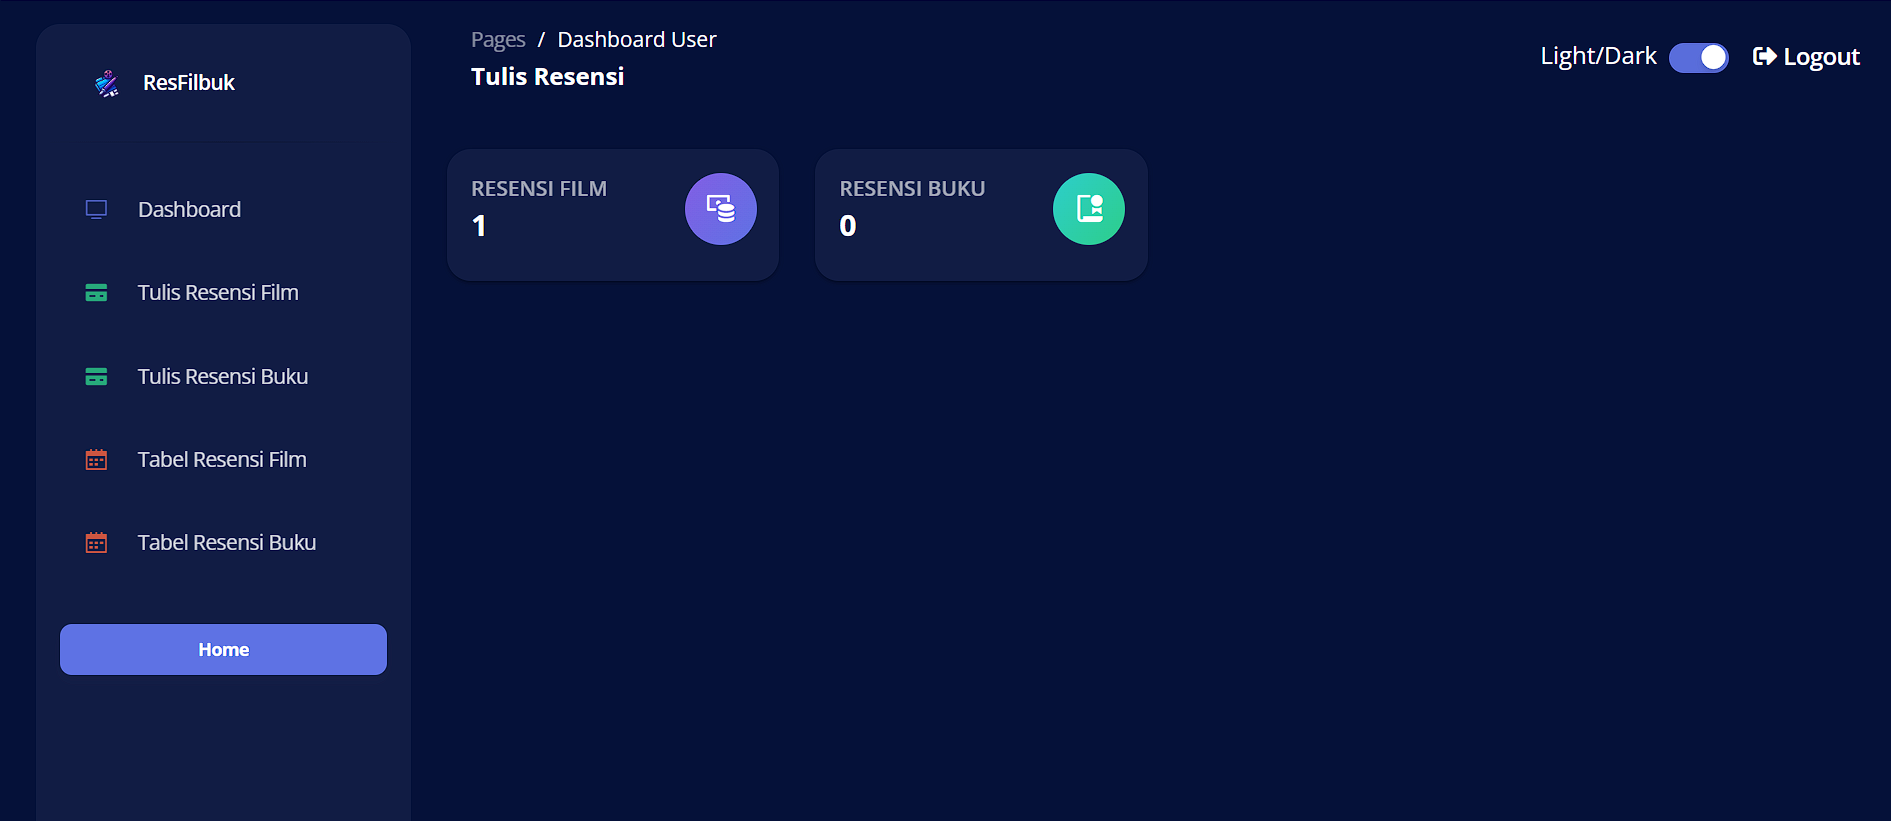 ResFilbuk
Dashboard
Tulis Resensi Film
Tulis Resensi Buku
Tabel Resensi Film
Tabel Resensi Buku
Home
Pages / Dashboard User
Tulis Resensi
Light/Dark
Logout
RESENSI FILM
1
RESENSI BUKU
0